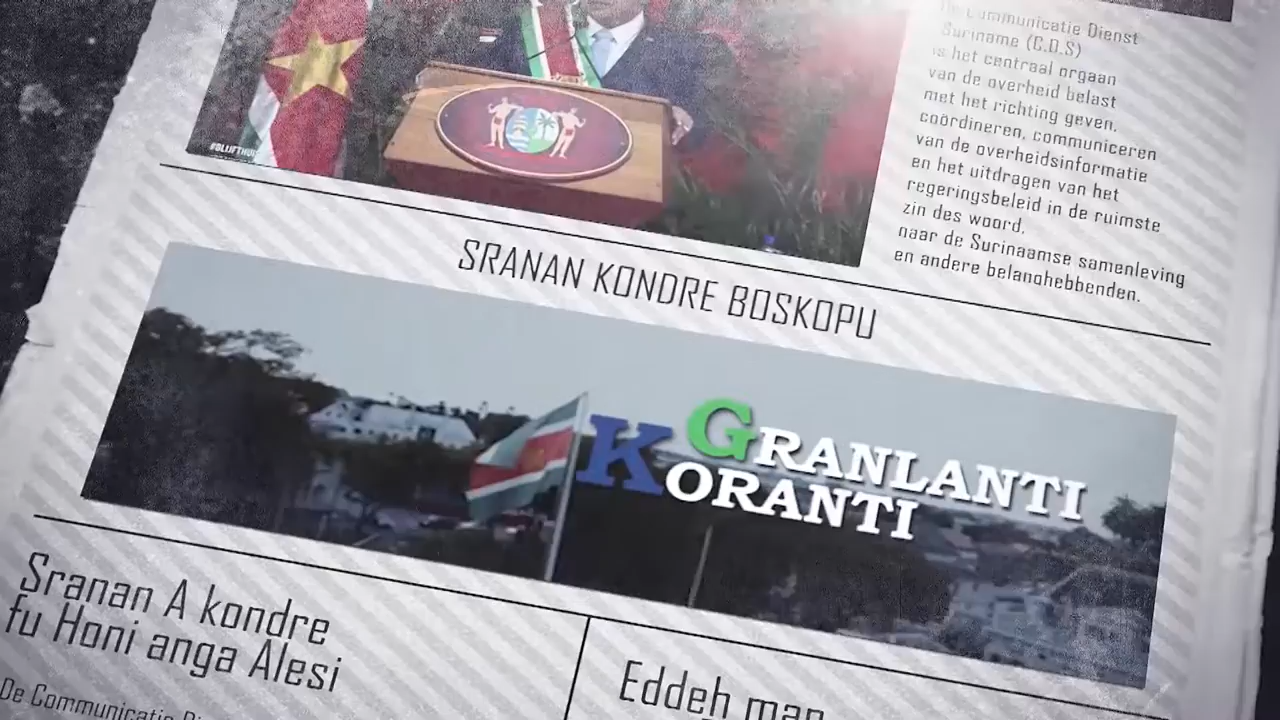 De Communicatie Dienst
Suriname (C.D.S)
is het centraal orgaan
van de overheid belast
met het richting geven,
coördineren, communiceren
van de overheidsinformatie
en het uitdragen van het
regeringsbeleid in de ruimste
zin des woord,
naar de Surinaamse samenleving
en andere belanghebbenden.
SRANAN KONDRE BOSKOPU
GRANLANTI
KORANTI
Sranan A kondre
fu Honi anga Alesi
De Communicatie
Eddeh man